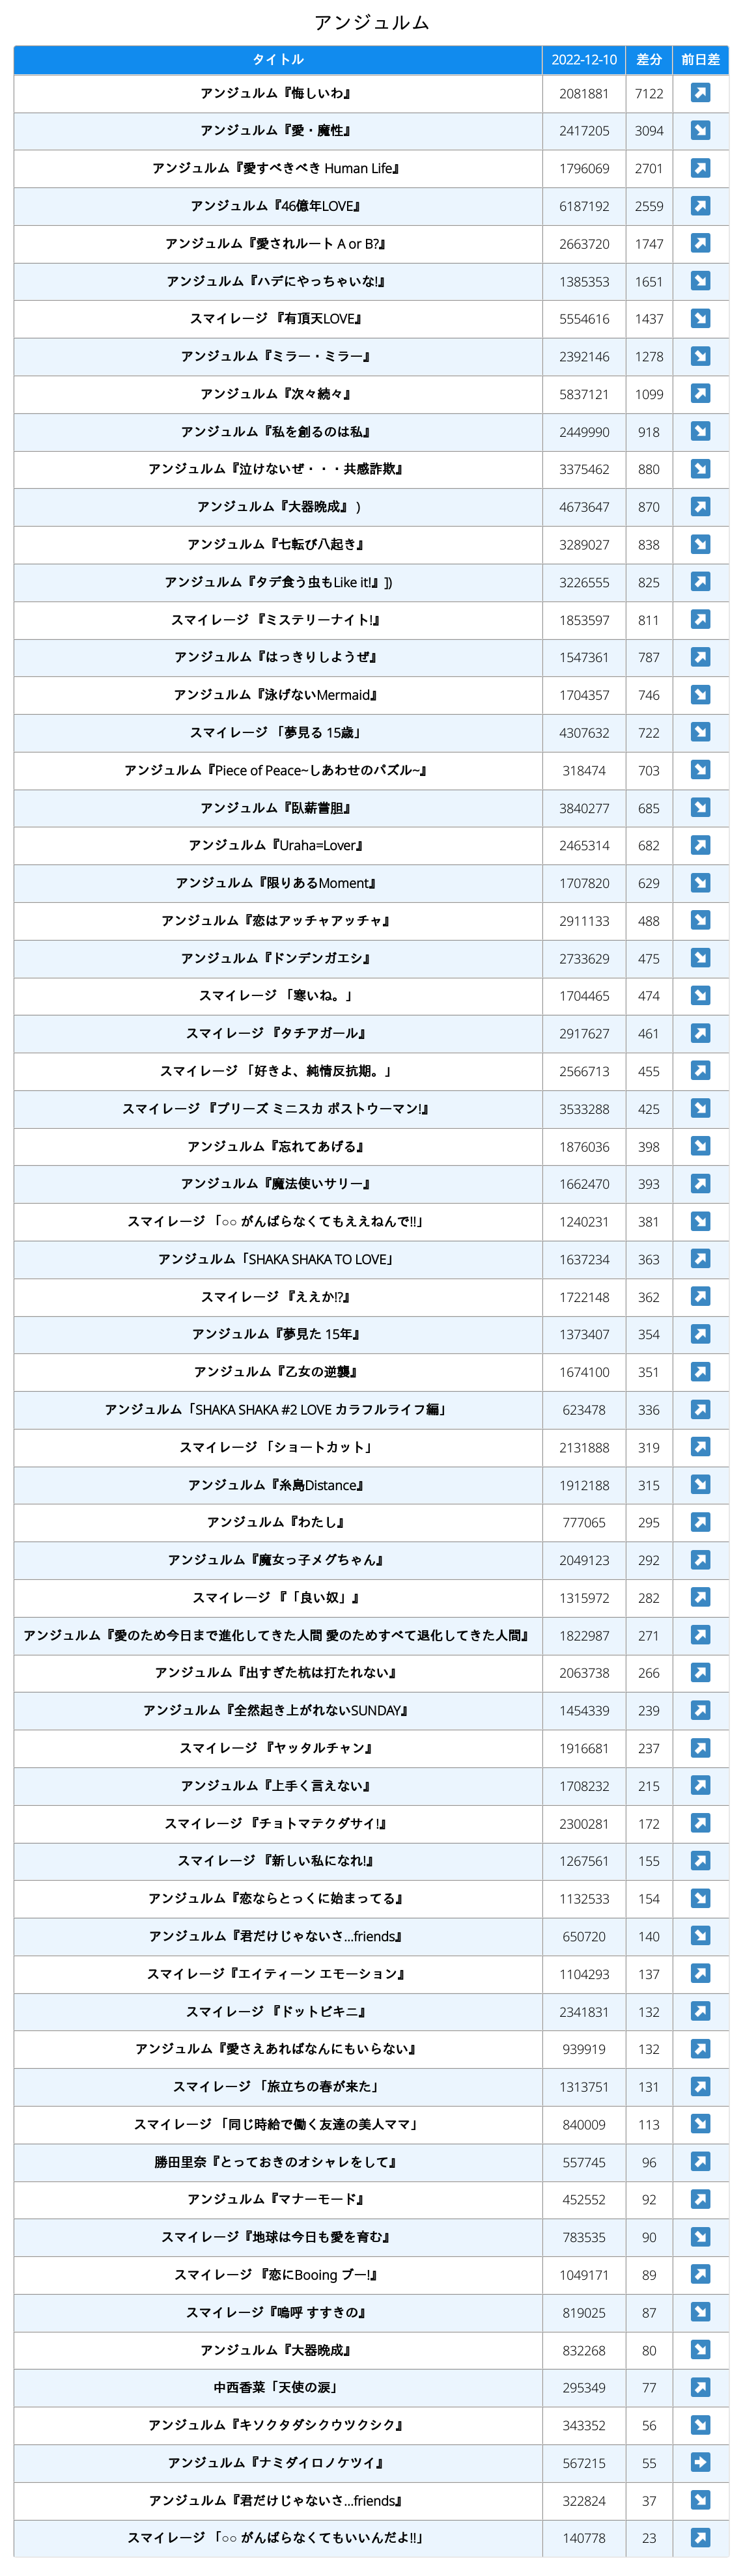 アンジュルム
タイトル 2022-12-10 差分 前日差
アンジュルム『悔しいわ』 2081881 7122
アンジュルム『愛・魔性』 2417205 3094
アンジュルム『愛すべきべき Human Life』 1796069 2701
アンジュルム『46億年LOVE』 6187192 2559
アンジュルム『愛されルート A or B?』 2663720 1747
アンジュルム『ハデにやっちゃいな!』 1385353 1651
スマイレージ 『有頂天LOVE』 5554616 1437
アンジュルム『ミラー・ミラー』 2392146 1278
アンジュルム『次々続々』 5837121 1099
アンジュルム『私を創るのは私』 2449990 918
アンジュルム『泣けないぜ・・・共感詐欺』 3375462 880
アンジュルム『大器晩成』 ) 4673647 870
アンジュルム『七転び八起き』 3289027 838
アンジュルム『タデ食う虫もLike it!』]) 3226555 825
スマイレージ 『ミステリーナイト!』 1853597 811
アンジュルム『はっきりしようぜ』 1547361 787
アンジュルム『泳げないMermaid』 1704357 746
スマイレージ 「夢見る 15歳」 4307632 722
アンジュルム『Piece of Peace~しあわせのパズル~』 318474 703
アンジュルム『臥薪嘗胆』 3840277 685
アンジュルム『Uraha=Lover』 2465314 682
アンジュルム『限りあるMoment』 1707820 629
アンジュルム『恋はアッチャアッチャ』 2911133 488
アンジュルム『ドンデンガエシ』 2733629 475
スマイレージ 「寒いね。」 1704465 474
スマイレージ 『タチアガール』 2917627 461
スマイレージ 「好きよ、純情反抗期。」 2566713 455
スマイレージ 『プリーズ ミニスカ ポストウーマン!』 3533288 425
アンジュルム『忘れてあげる』 1876036 398
アンジュルム『魔法使いサリー』 1662470 393
スマイレージ 「○○ がんばらなくてもええねんで!!」 1240231 381
アンジュルム「SHAKA SHAKA TO LOVE」 1637234 363
スマイレージ 『ええか!?』 1722148 362
アンジュルム『夢見た 15年』 1373407 354
アンジュルム『乙女の逆襲』 1674100 351
アンジュルム「SHAKA SHAKA #2 LOVE カラフルライフ編」 623478 336
スマイレージ 「ショートカット」 2131888 319
アンジュルム『糸島Distance』 1912188 315
アンジュルム『わたし』 777065 295
アンジュルム『魔女っ子メグちゃん』 2049123 292
スマイレージ 『「良い奴」』 1315972 282
アンジュルム『愛のため今日まで進化してきた人間 愛のためすべて退化してきた人間』 1822987 271
アンジュルム『出すぎた杭は打たれない』 2063738 266
アンジュルム『全然起き上がれないSUNDAY』 1454339 239
スマイレージ 『ヤッタルチャン』 1916681 237
アンジュルム『上手く言えない』 1708232 215
スマイレージ 『チョトマテクダサイ!』 2300281 172
スマイレージ 『新しい私になれ!』 1267561 155
アンジュルム『恋ならとっくに始まってる』 1132533 154
アンジュルム『君だけじゃないさ...friends』 650720 140
スマイレージ『エイティーン エモーション』 1104293 137
スマイレージ 『ドットビキニ』 2341831 132
アンジュルム『愛さえあればなんにもいらない』 939919 132
スマイレージ 「旅立ちの春が来た」 1313751 131
スマイレージ 「同じ時給で働く友達の美人ママ」 840009 113
勝田里奈『とっておきのオシャレをして』 557745 96
アンジュルム『マナーモード』 452552 92
スマイレージ『地球は今日も愛を育む』 783535 90
スマイレージ 『恋にBooing ブー!』 1049171 89
スマイレージ『嗚呼 すすきの』 819025 87
アンジュルム『大器晩成』 832268 80
中西香菜「天使の涙」 295349 77
アンジュルム『キソクタダシクウツクシク』 343352 56
アンジュルム『ナミダイロノケツイ』 567215 55
アンジュルム『君だけじゃないさ...friends』 322824 37
スマイレージ 「○○ がんばらなくてもいいんだよ!!」 140778 23